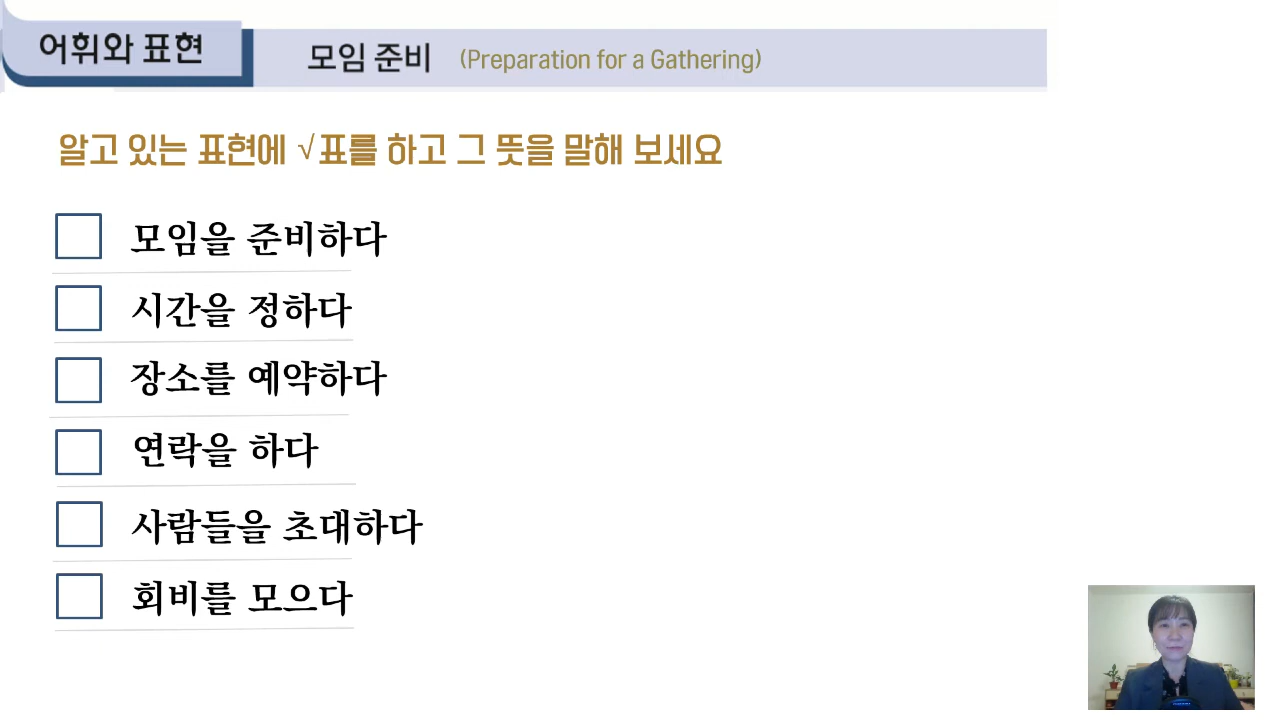 어휘와 표현
모임 준비 (Preparation for a Gathering)
알고 있는 표현에 √표를 하고 그 뜻을 말해 보세요
모임을 준비하다
시간을 정하다
장소를 예약하다
연락을 하다
사람들을 초대하다
회비를 모으다